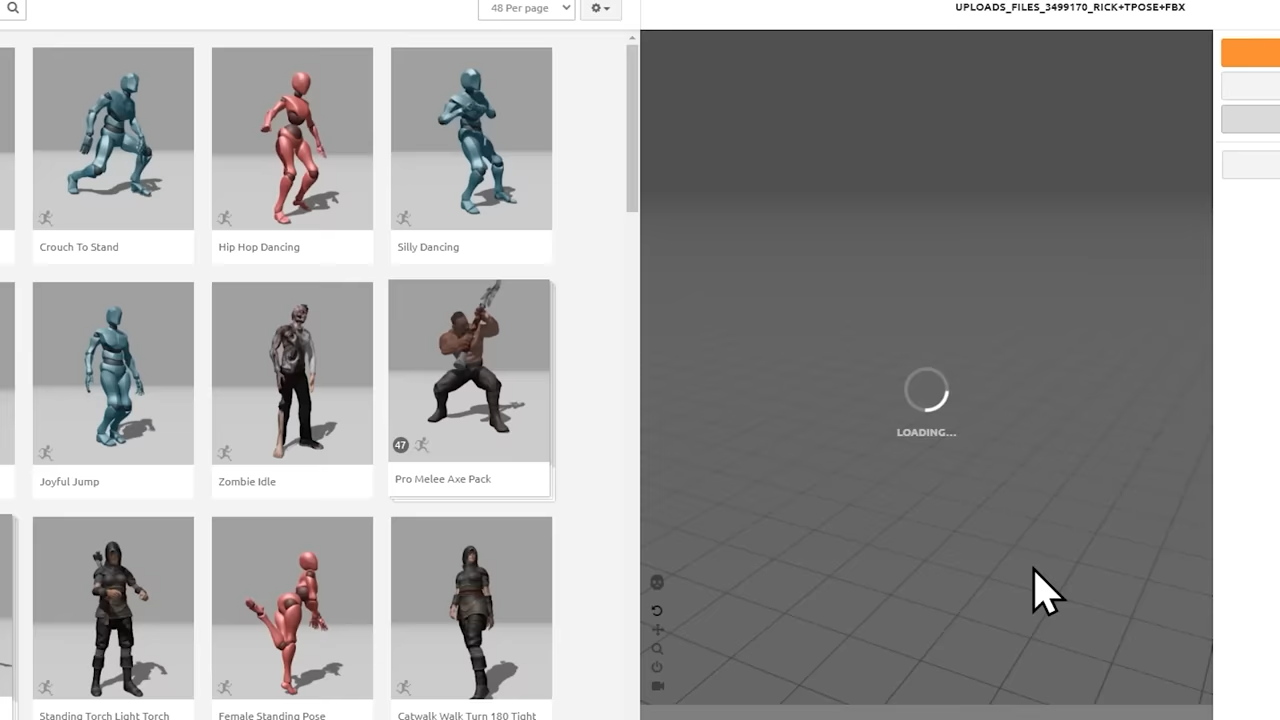 48 Per page
UPLOADS_FILES_3499170_RICK+TPOSE+FBX
Crouch To Stand
Hip Hop Dancing
Silly Dancing
Joyful Jump
Zombie Idle
47
Pro Melee Axe Pack
LOADING...
Standing Torch Light Torch
Female Standing Pose
Catwalk Walk Turn 180 Tight